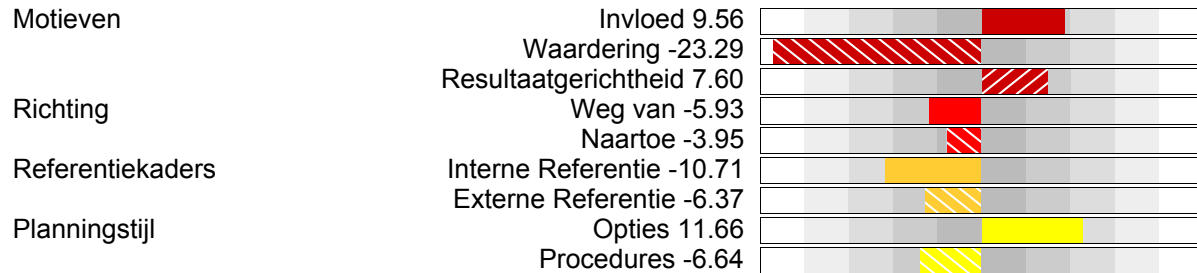 Motieven Invloed 9.56
Waardering -23.29
Resultaatgerichtheid 7.60
Richting Weg van -5.93
Naartoe -3.95
Referentiekaders Interne Referentie -10.71
Externe Referentie -6.37
Planningstijl Opties 11.66
Procedures -6.64